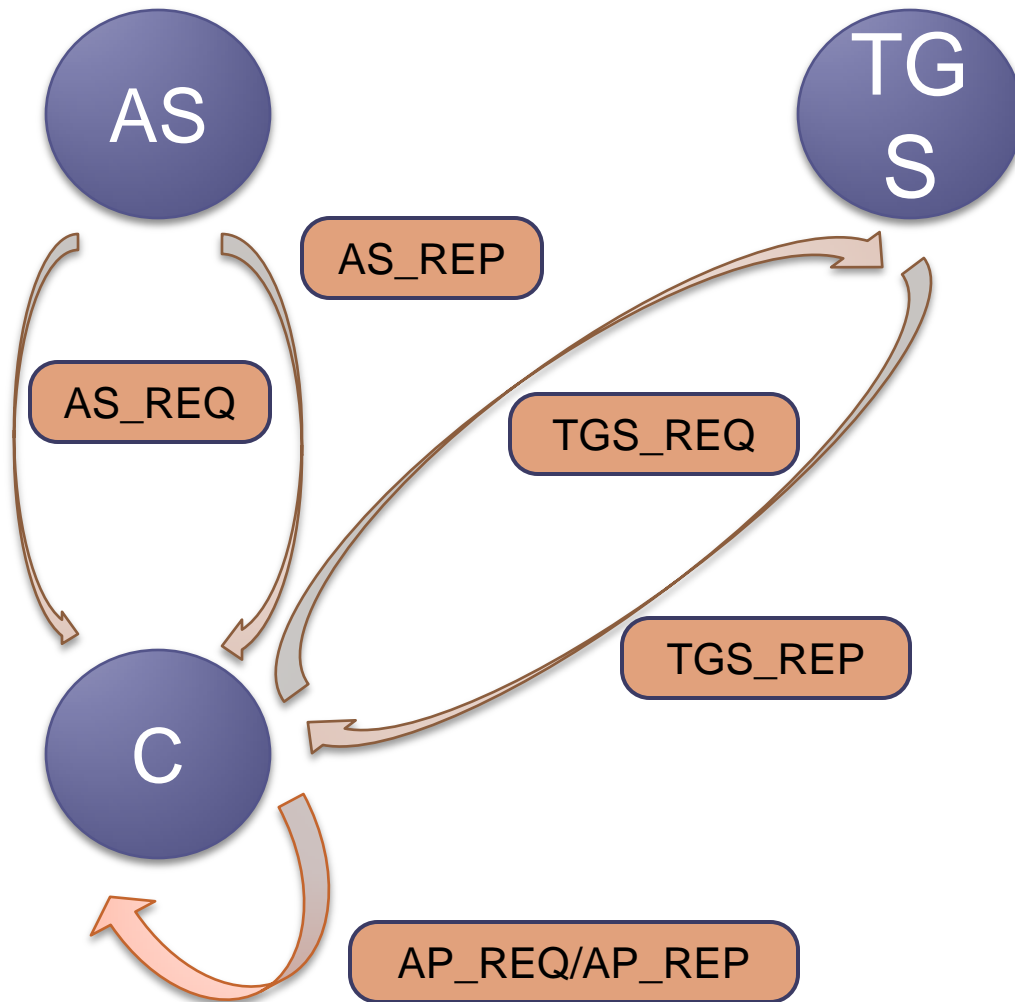 AS
TG
S
AS_REP
AS_REQ
TGS_REQ
TGS_REP
C
AP_REQ/AP_REP